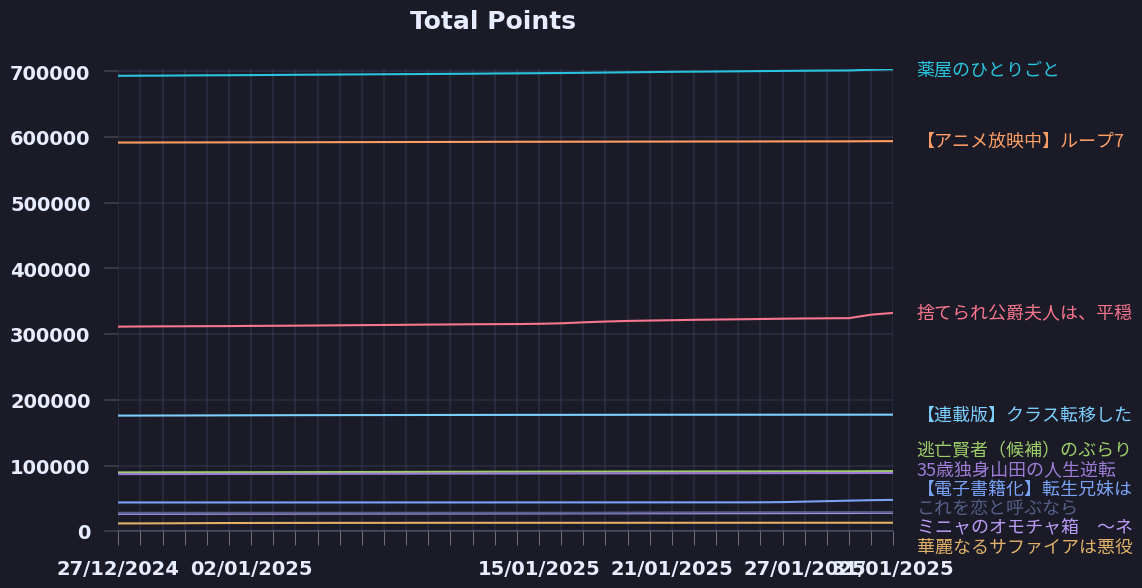 Total Points
700000
600000
500000
400000
300000
200000
100000
0
薬屋のひとりごと
【アニメ放映中】ループ7
捨てられ公爵夫人は、平穏
【連載版】クラス転移した
逃亡賢者（候補）のぶらり
35歳独身山田の人生逆転
【電子書籍化】転生兄妹は
これを恋と呼ぶなら
ミニャのオモチャ箱　～ネ
華麗なるサファイアは悪役
27/12/2024 02/01/2025 15/01/2025 21/01/2025 27/01/2025 31/01/2025